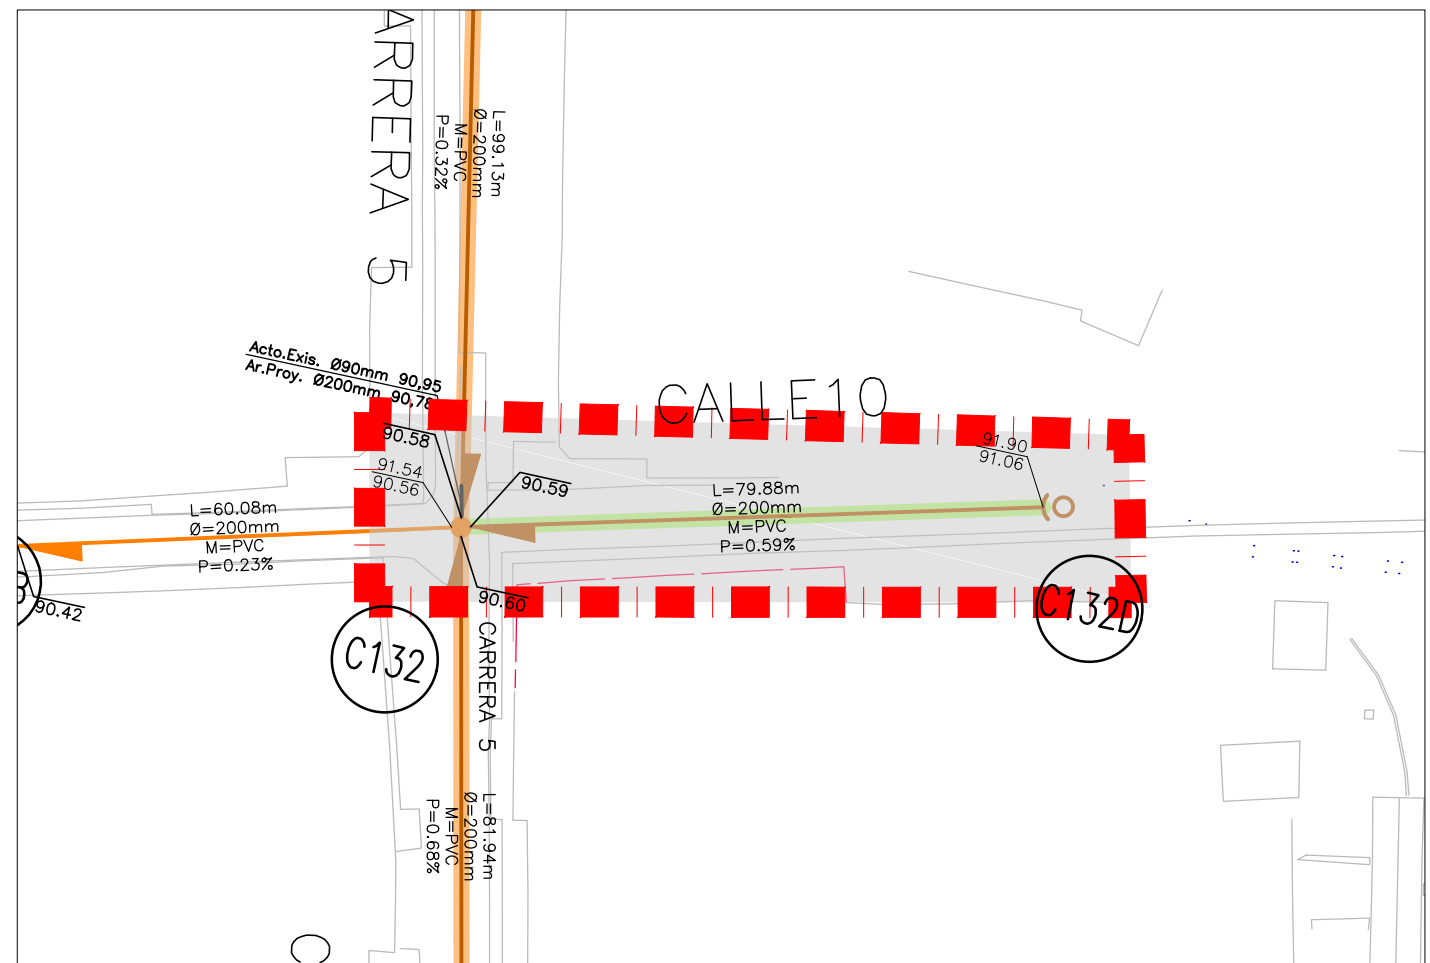 ARRERA 5
L=99.13m
Ø=200mm
M=PVC
P=0.32%
Acto.Exis. Ø90mm 90,95
Ar.Proy. Ø200mm 90,78
CALLE10
90.58
91.54
90.56
90.59
91.90
91.06
L=60.08m
Ø=200mm
M=PVC
P=0.23%
L=79.88m
Ø=200mm
M=PVC
P=0.59%
90.42
90.60
C132
C132D
CARRERA 5
L=81.94m
Ø=200mm
M=PVC
P=0.68%